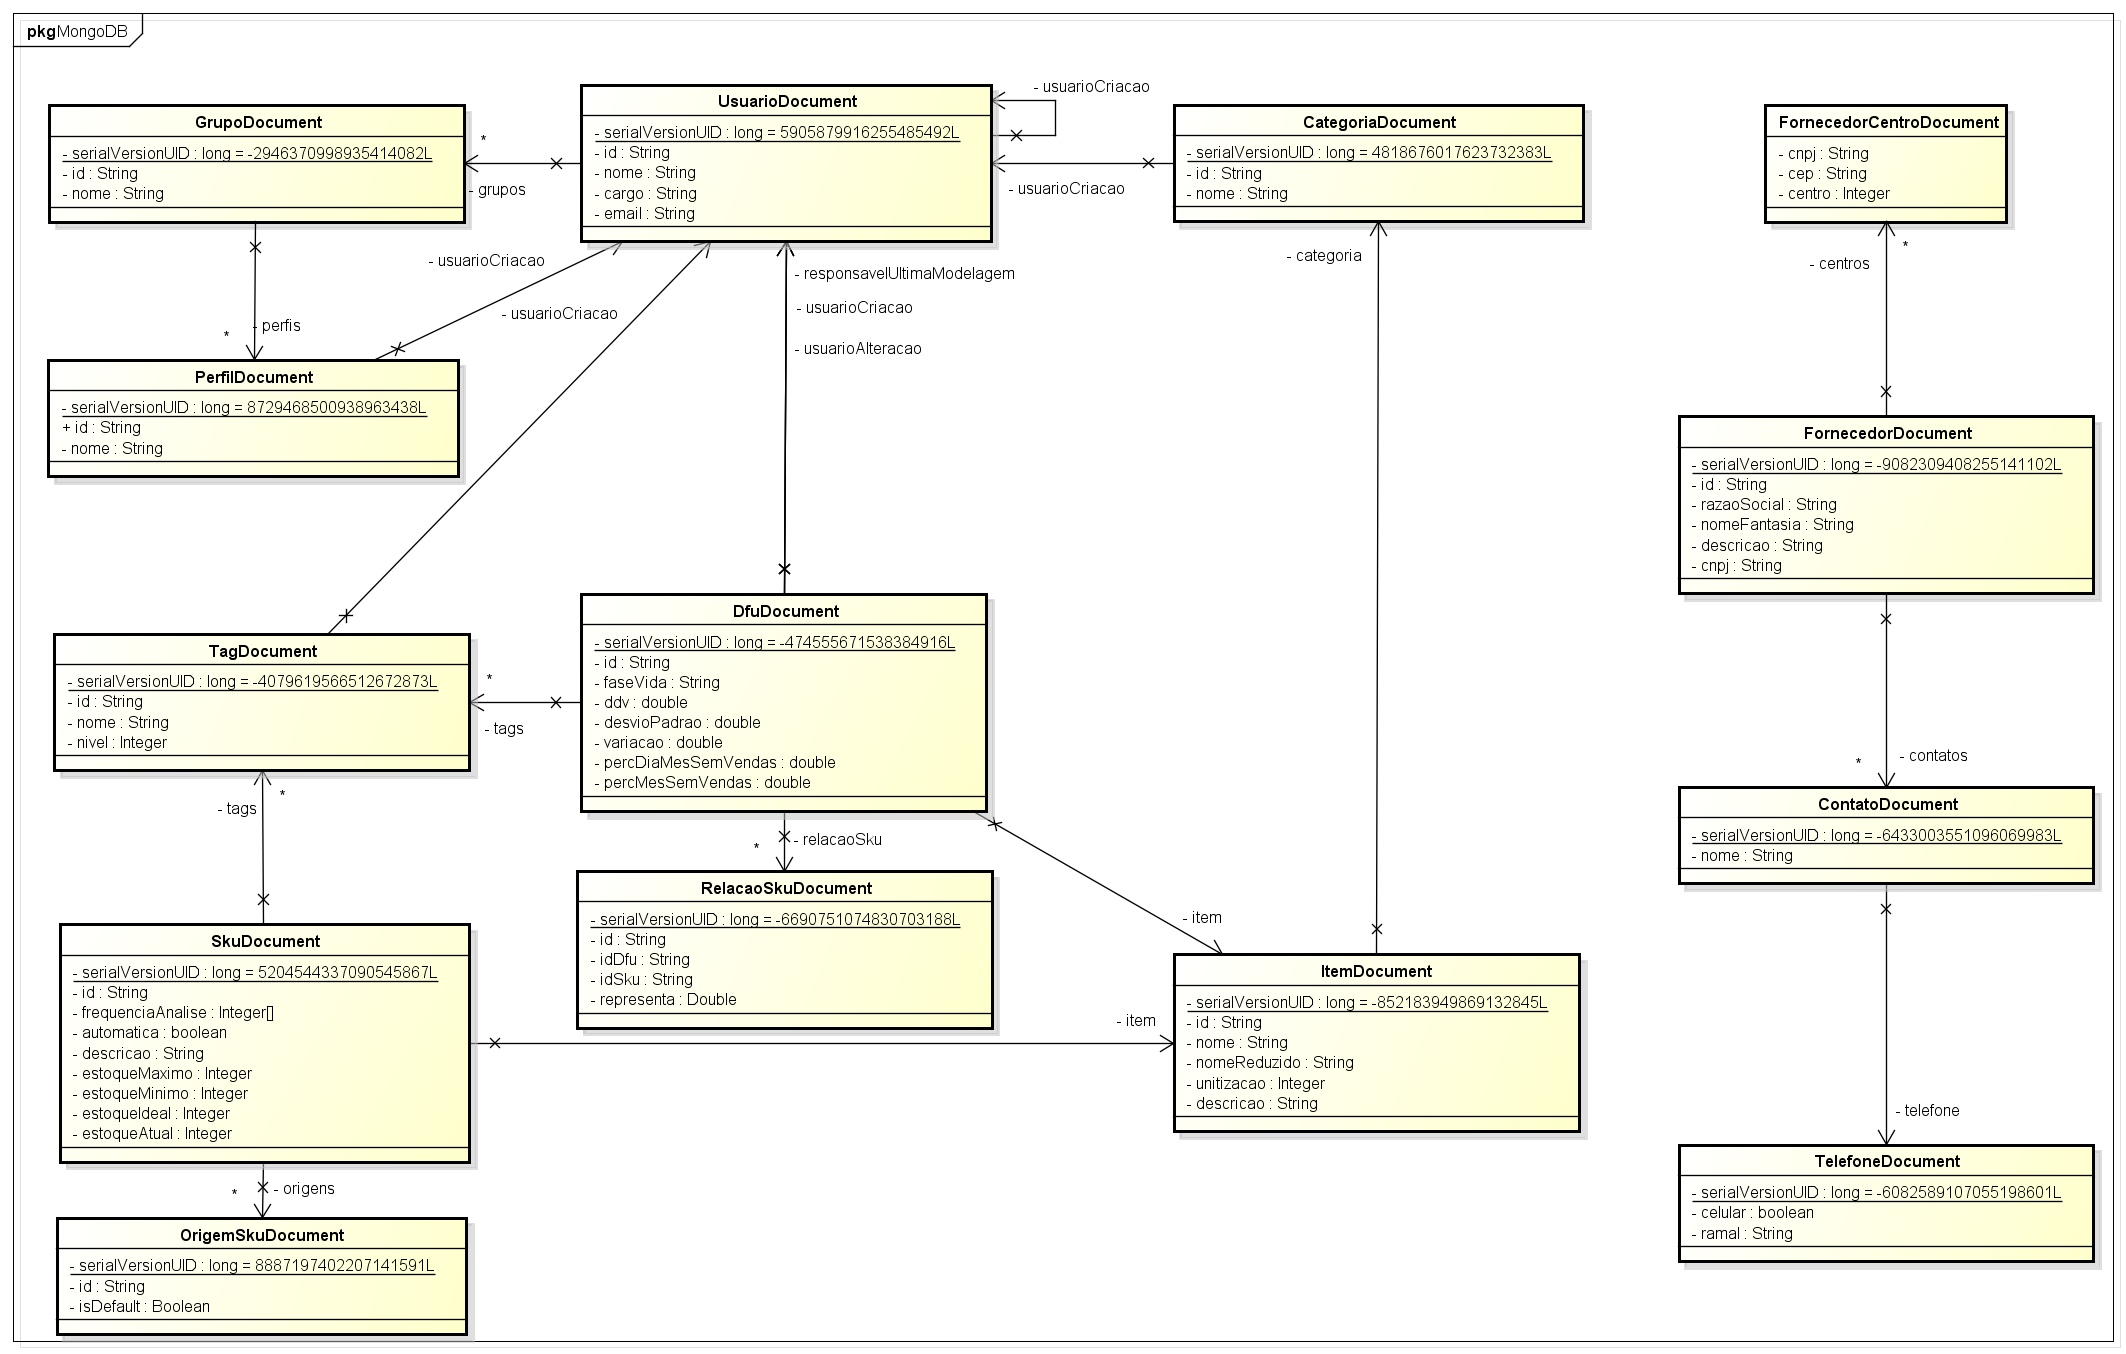 pkg MongoDB
GrupoDocument
- serialVersionUID : long = -2946370998935414082L
- id : String
- nome : String
*
- grupos
UsuarioDocument
- serialVersionUID : long = 5905879916255485492L
- id : String
- nome : String
- cargo : String
- email : String
- usuarioCriacao
- usuarioCriacao
CategoriaDocument
- serialVersionUID : long = 4818676017623732383L
- id : String
- nome : String
FornecedorCentroDocument
- cnpj : String
- cep : String
- centro : Integer
*
- centros
- categoria
- usuarioCriacao
- usuarioCriacao
- responsavelUltimaModelagem
- usuarioCriacao
- usuarioAlteracao
*
- perfis
PerfilDocument
- serialVersionUID : long = 8729468500938963438L
+ id : String
- nome : String
FornecedorDocument
- serialVersionUID : long = -9082309408255141102L
- id : String
- razaoSocial : String
- nomeFantasia : String
- descricao : String
- cnpj : String
TagDocument
- serialVersionUID : long = -4079619566512672873L
- id : String
- nome : String
- nivel : Integer
*
- tags
DfuDocument
- serialVersionUID : long = -474555671538384916L
- id : String
- faseVida : String
- ddv : double
- desvioPadrao : double
- variacao : double
- percDiaMesSemVendas : double
- percMesSemVendas : double
*
- contatos
*
- tags
*
- relacaoSku
- item
ContatoDocument
- serialVersionUID : long = -6433003551096069983L
- nome : String
RelacaoSkuDocument
- serialVersionUID : long = -6690751074830703188L
- id : String
- idDfu : String
- idSku : String
- representa : Double
SkuDocument
- serialVersionUID : long = 5204544337090545867L
- id : String
- frequenciaAnalise : Integer[]
- automatica : boolean
- descricao : String
- estoqueMaximo : Integer
- estoqueMinimo : Integer
- estoqueIdeal : Integer
- estoqueAtual : Integer
- item
ItemDocument
- serialVersionUID : long = -852183949869132845L
- id : String
- nome : String
- nomeReduzido : String
- unitizacao : Integer
- descricao : String
- telefone
TelefoneDocument
- serialVersionUID : long = -6082589107055198601L
- celular : boolean
- ramal : String
*
- origens
OrigemSkuDocument
- serialVersionUID : long = 8887197402207141591L
- id : String
- isDefault : Boolean